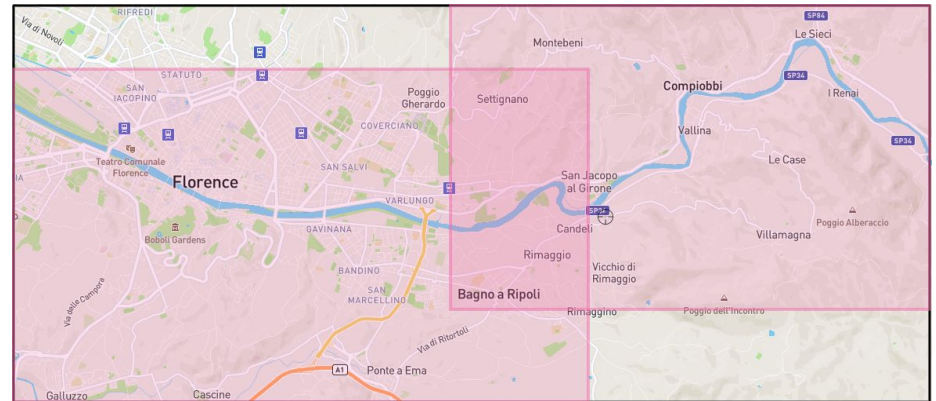 RIFREDI
Via di Novoli
SP84
Le Sieci
Montebeni
STATUTO
SP34
SAN
IACOPINO
Poggio
Gherardo
Settignano
Compiobbi
I Renai
COVERCIANO
Vallina
SP34
Teatro Comunale
Florence
SAN SALVI
Le Case
IA
Florence
San Jacopo
al Girone
VARLUNGO
SP34
Poggio Alberaccio
GAVINANA
Candeli
Villamagna
Boboli Gardens
Rimaggio
BANDINO
Vicchio di
Rimaggio
Via delle Campora
SAN
MARCELLINO
Bagno a Ripoli
Rimaggino
Poggio dell'Incontro
Via di Ritortoli
A1
Ponte a Ema
Galluzzo
Cascine